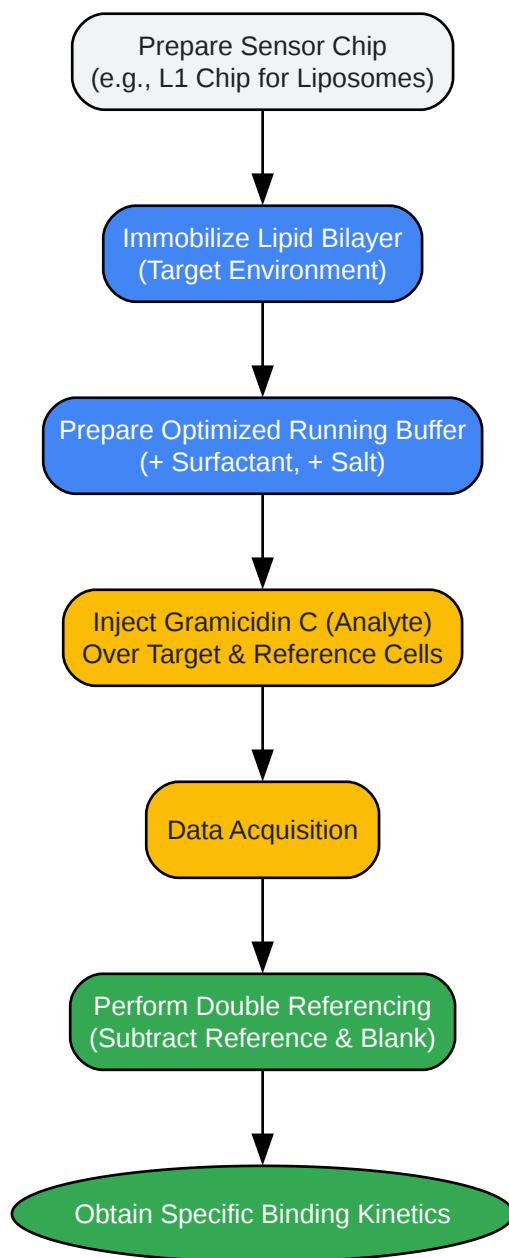 Prepare Sensor Chip
(e.g., L1 Chip for Liposomes)
Immobilize Lipid Bilayer
(Target Environment)
Prepare Optimized Running Buffer
(+ Surfactant, + Salt)
Inject Gramicidin C (Analyte)
Over Target & Reference Cells
Data Acquisition
Perform Double Referencing
(Subtract Reference & Blank)
Obtain Specific Binding Kinetics